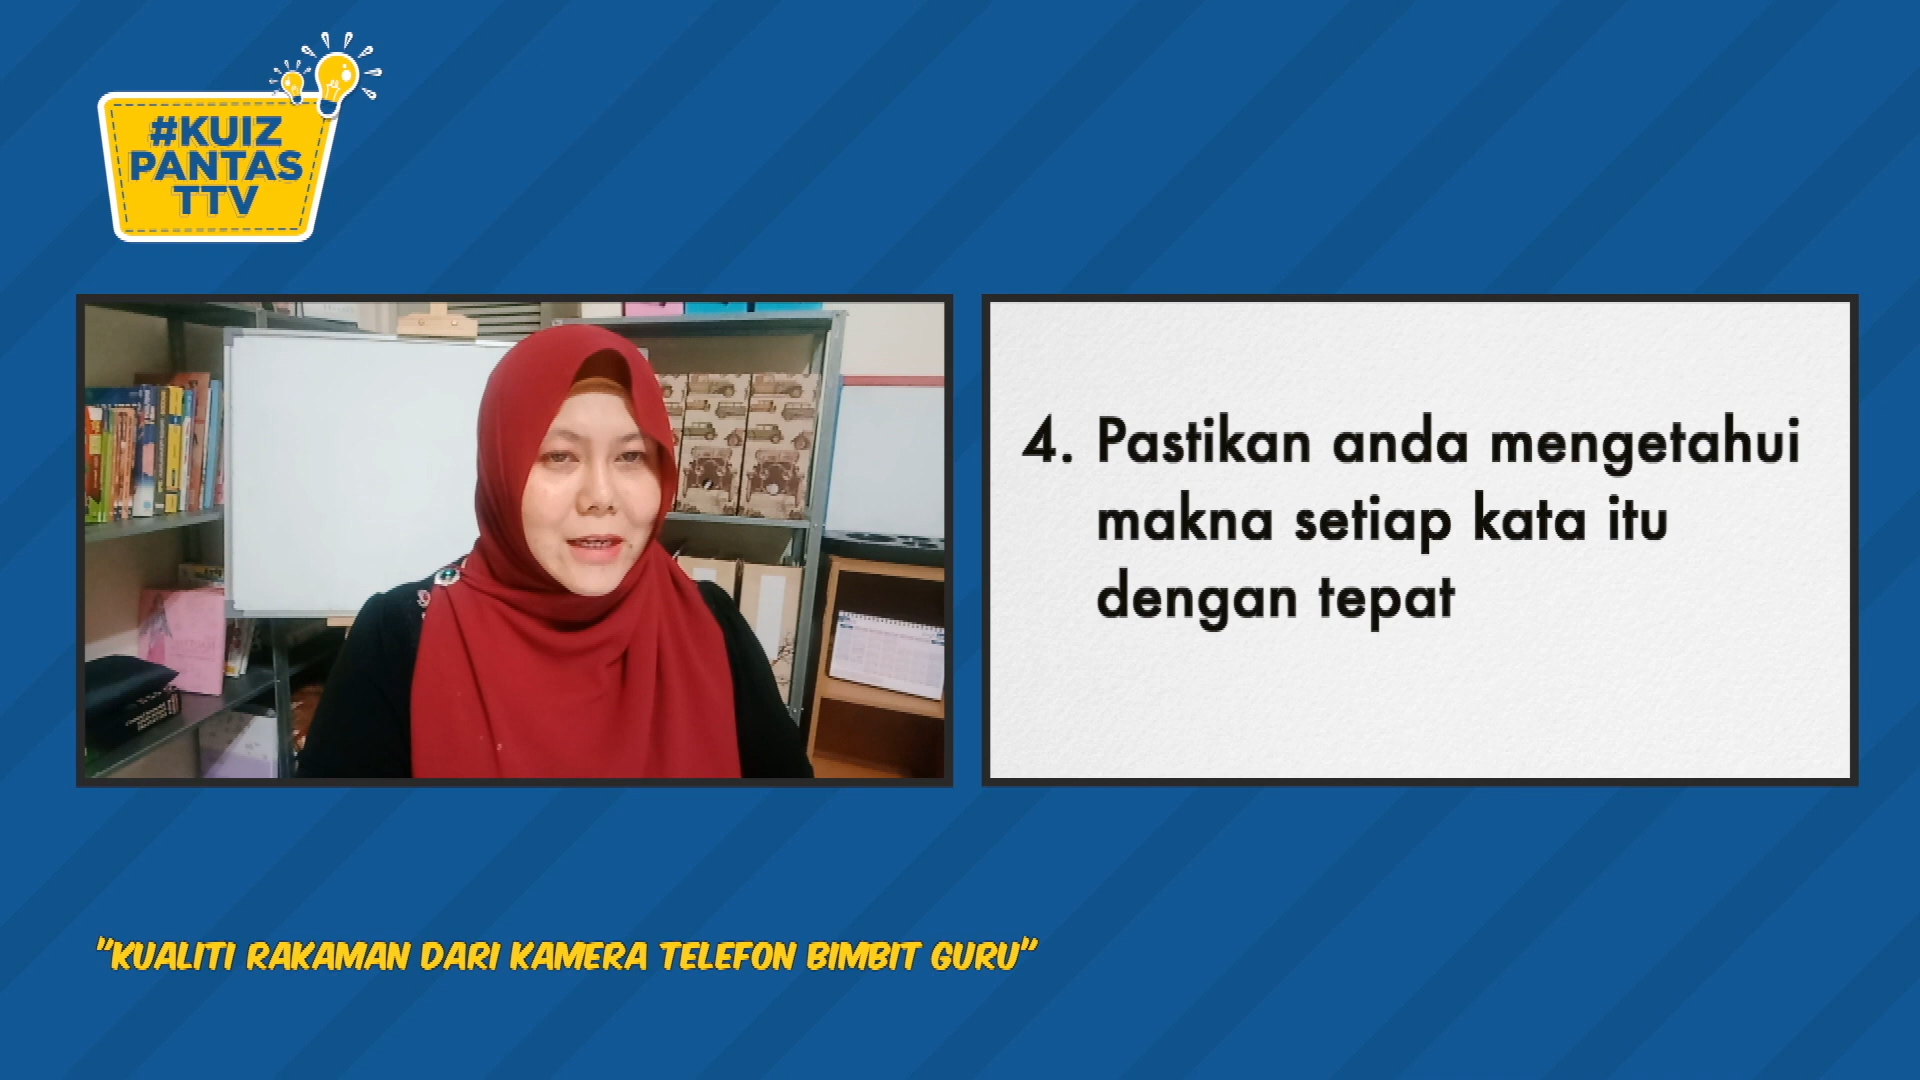 #KUIZ
PANTAS
TTV
4. Pastikan anda mengetahui
makna setiap kata itu
dengan tepat
"KUALITI RAKAMAN DARI KAMERA TELEFON BIMBIT GURU"